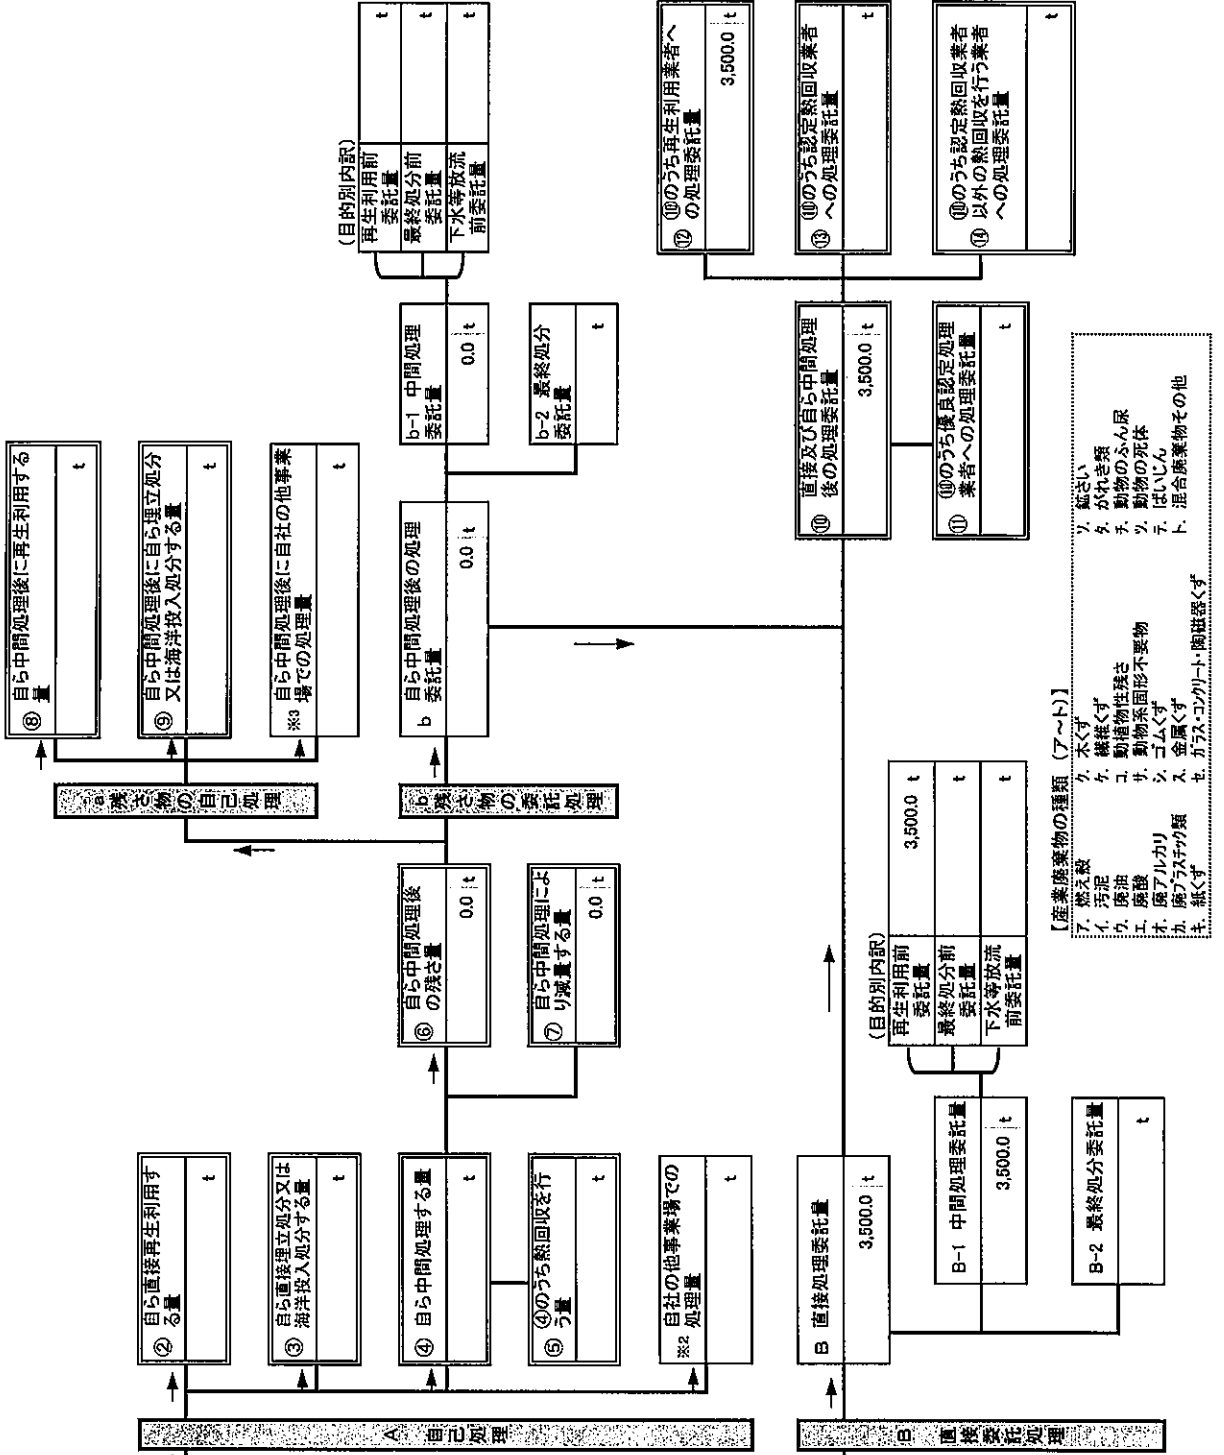 A 自己処理
② 自ら直接再生利用す
る量
t
③ 自ら直接埋立処分又は
海洋投入処分する量
t
④ 自ら中間処理する量
t
⑤ ④のうち熱回収を行
う量
t
※2 自社の他事業場での
処理量
t
⑥ 自ら中間処理後
の残さ量
0.0 t
⑦ 自ら中間処理によ
り減量する量
0.0 t
a 残さ物の自己処理
⑧ 自ら中間処理後に再生利用する
量
t
⑨ 自ら中間処理後に自ら埋立処分
又は海洋投入処分する量
t
※3 自ら中間処理後に自社の他事業
場での処理量
t
b 残さ物の委託処理
b 自ら中間処理後の処理
委託量
0.0 t
b-1 中間処理
委託量
0.0 t
b-2 最終処分
委託量
t
(目的別内訳)
再生利用前
委託量
t
最終処分前
委託量
t
下水等放流
前委託量
t
B 直接委託処理
B 直接処理委託量
3,500.0 t
B-1 中間処理委託量
3,500.0 t
B-2 最終処分委託量
t
(目的別内訳)
再生利用前
委託量
3,500.0 t
最終処分前
委託量
t
下水等放流
前委託量
t
⑩ 直接及び自ら中間処理
後の処理委託量
3,500.0 t
⑪ ⑩のうち優良認定処理
業者への処理委託量
t
⑫ ⑩のうち再生利用業者へ
の処理委託量
3,500.0 t
⑬ ⑩のうち認定熱回収業者
への処理委託量
t
⑭ ⑩のうち認定熱回収業者
以外の熱回収を行う業者
への処理委託量
t
【産業廃棄物の種類 (ア～ト)】
ア. 燃え殻
イ. 汚泥
ウ. 廃油
エ. 廃酸
オ. 廃アルカリ
カ. 廃プラスチック類
キ. 紙くず
ク. 木くず
ケ. 繊維くず
コ. 動植物性残さ
サ. 動物系固形不要物
シ. ゴムくず
ス. 金属くず
セ. ガラス・コンクリート・陶磁器くず
ソ. 鉱さい
タ. がれき類
チ. 動物のふん尿
ツ. 動物の死体
テ. ばいじん
ト. 混合廃棄物その他